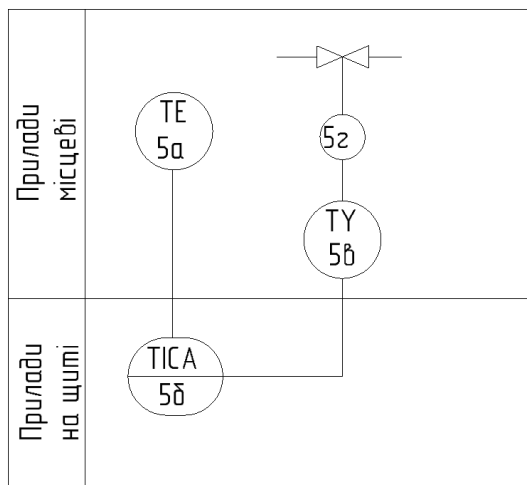 Прилади
місцеві
TE
5а
5г
TY
5в
Прилади
на щиті
TICA
5б